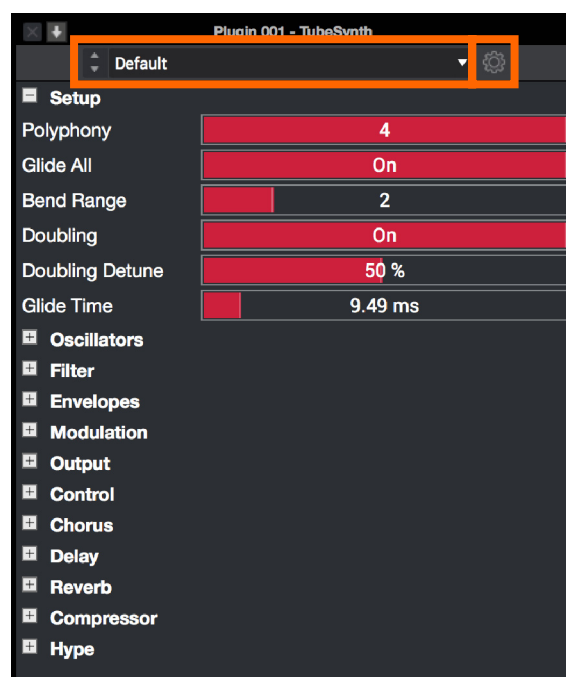 Plugin 001 - TubeSynth
Default
Setup
Polyphony 4
Glide All On
Bend Range 2
Doubling On
Doubling Detune 50 %
Glide Time 9.49 ms
Oscillators
Filter
Envelopes
Modulation
Output
Control
Chorus
Delay
Reverb
Compressor
Hype